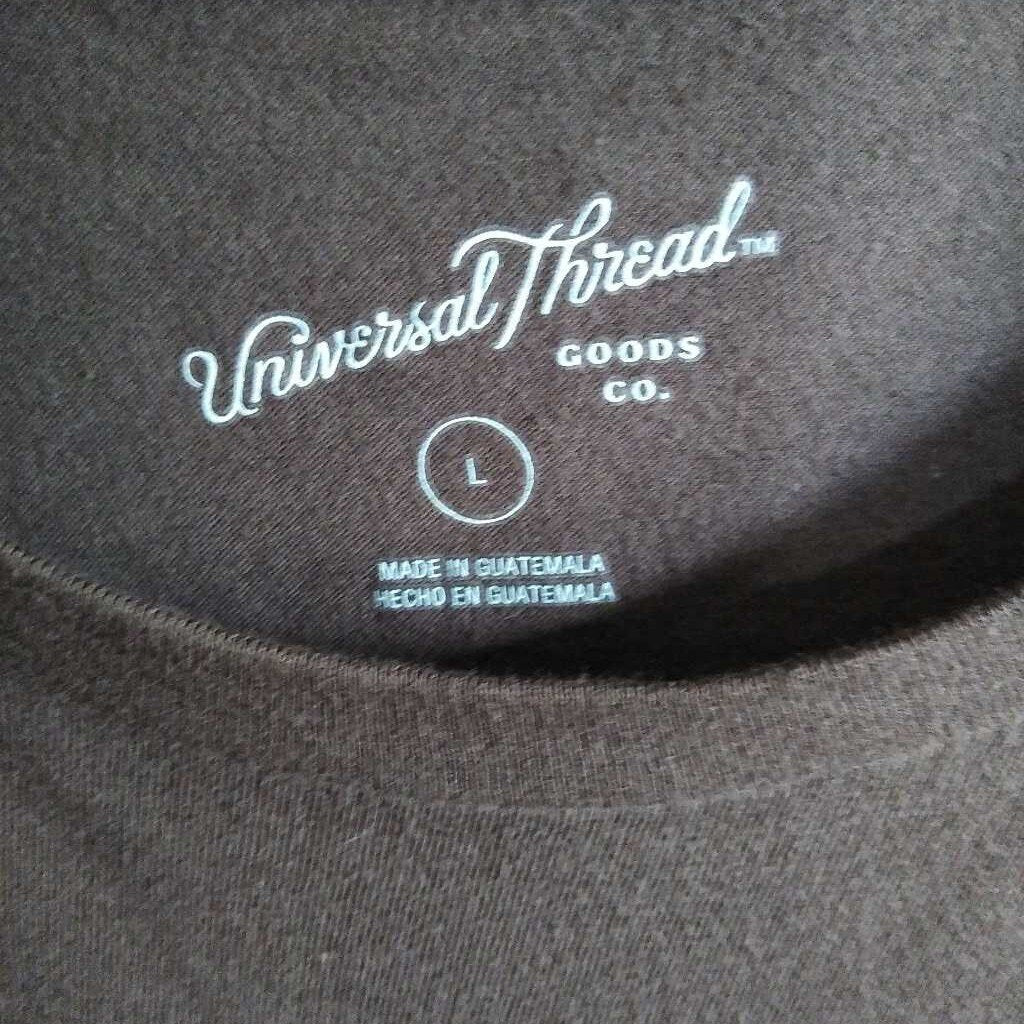 Universal Thread™
GOODS
CO.
L
MADE IN GUATEMALA
HECHO EN GUATEMALA